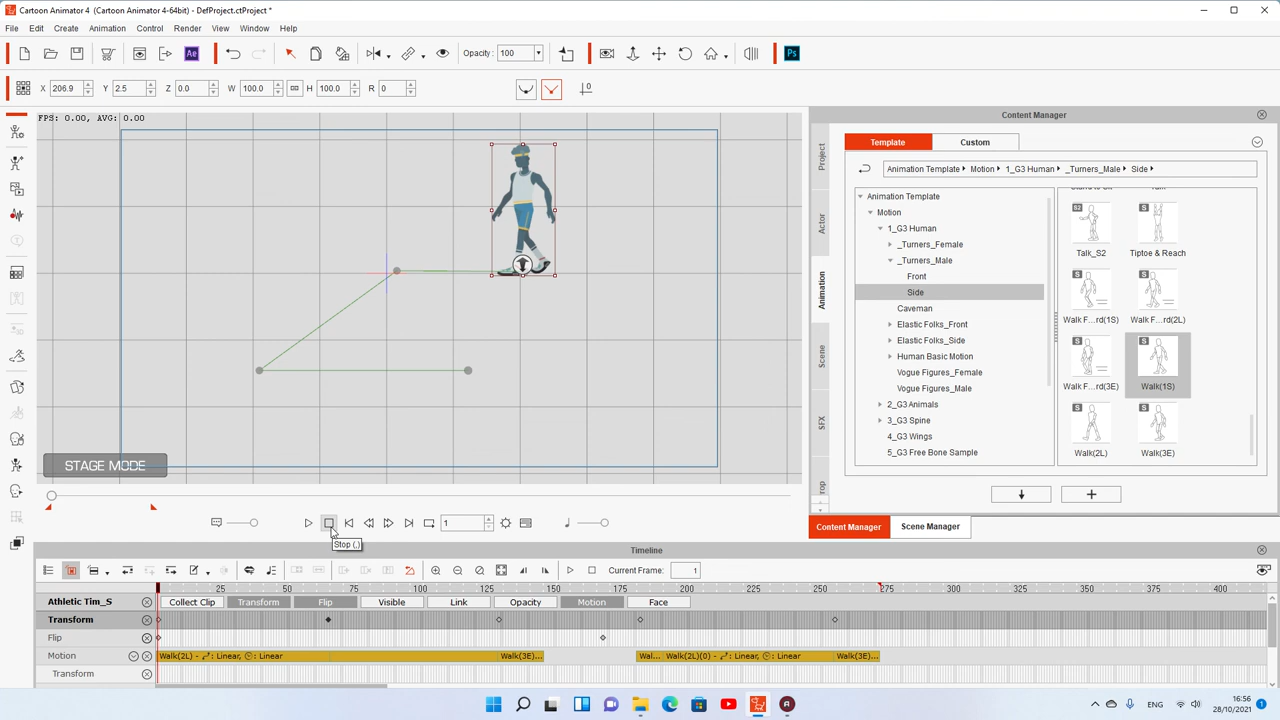 Cartoon Animator 4 (Cartoon Animator 4-64bit) - DefProject.ctProject *
File Edit Create Animation Control Render View Window Help
Ae Opacity : 100 Ps
X 206.9 Y 2.5 Z 0.0 W 100.0 H 100.0 R 0
FPS: 0.00, AVG: 0.00
STAGE MODE
Content Manager
Template Custom
Animation Template Motion 1_G3 Human _Turners_Male Side
Project
Actor
Animation
Scene
SFX
Prop
Animation Template
Motion
1_G3 Human
_Turners_Female
_Turners_Male
Front
Side
Caveman
Elastic Folks_Front
Elastic Folks_Side
Human Basic Motion
Vogue Figures_Female
Vogue Figures_Male
2_G3 Animals
3_G3 Spine
4_G3 Wings
5_G3 Free Bone Sample
Talk_S2 Tiptoe & Reach
Walk F...rd(1S) Walk F...rd(2L)
Walk F...rd(3E) Walk(1S)
Walk(2L) Walk(3E)
Content Manager Scene Manager
1
Stop (,)
Timeline
Current Frame: 1
25 50 75 100 125 150 175 200 225 250 275 300 325 350 375 400
Athletic Tim_S Collect Clip Transform Flip Visible Link Opacity Motion Face
Transform
Flip
Motion Walk(2L) - : Linear, : Linear Walk(3E)... Wal... Walk(2L)(0) - : Linear, : Linear Walk(3E)...
Transform
ENG 16:56
28/10/2021